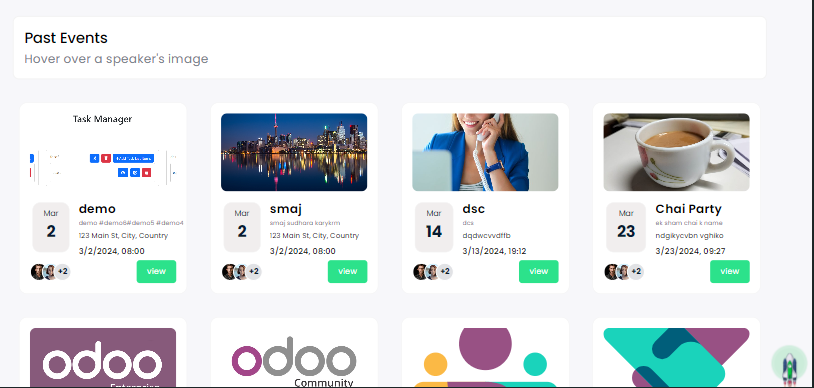 Past Events
Hover over a speaker's image
Task Manager
Mar
2
demo
demo #demo6#demo5 #demo4
123 Main St, City, Country
3/2/2024, 08:00
+2
view
Mar
2
smaj
smaj sudhara karykrm
123 Main St, City, Country
3/2/2024, 08:00
+2
view
Mar
14
dsc
dcs
dqdwcvvdffb
3/13/2024, 19:12
+2
view
Mar
23
Chai Party
ek sham chai k name
ndgikycvbn vghiko
3/23/2024, 09:27
+2
view
odoo
odoo
Community